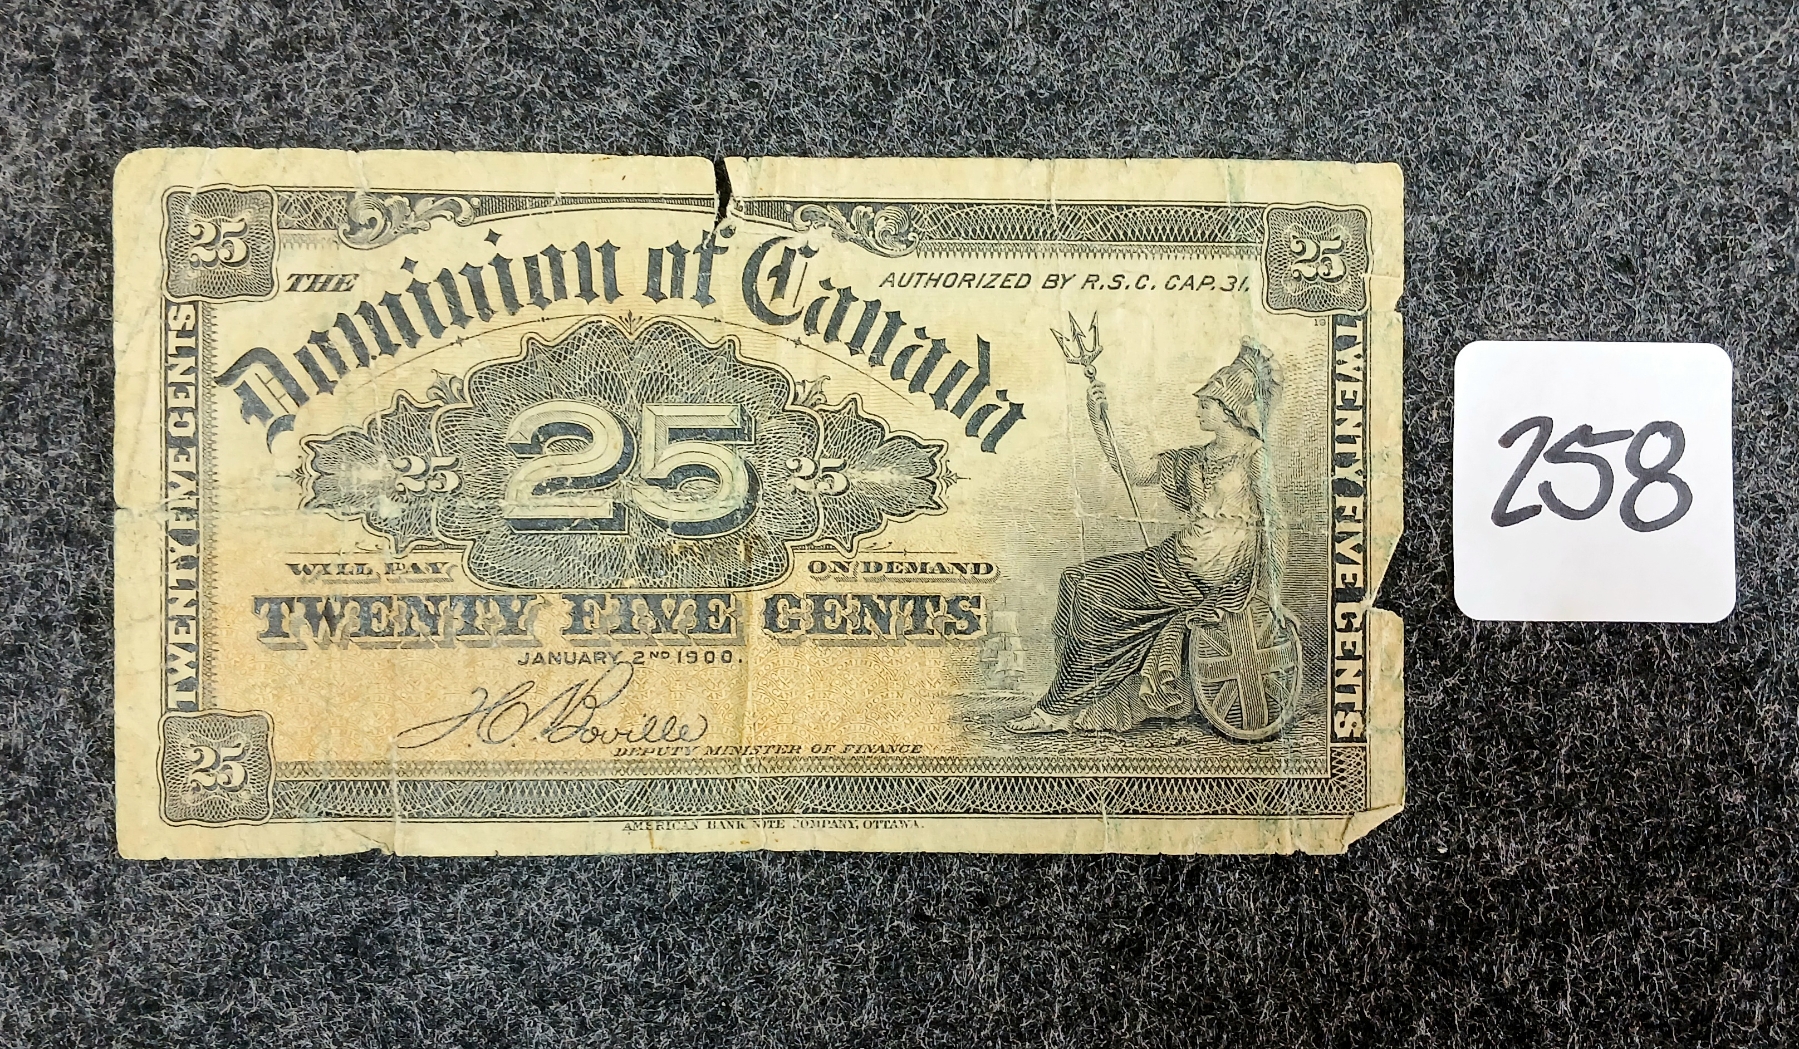 25
25
THE
Dominion of Canada
AUTHORIZED BY R.S.C. CAP. 31.
16
TWENTY FIVE CENTS
TWENTY FIVE CENTS
25
25
25
WILL PAY
ON DEMAND
TWENTY FIVE CENTS
JANUARY 2ND 1900.
H C Boville
DEPUTY MINISTER OF FINANCE
25
AMERICAN BANK NOTE COMPANY, OTTAWA.
258